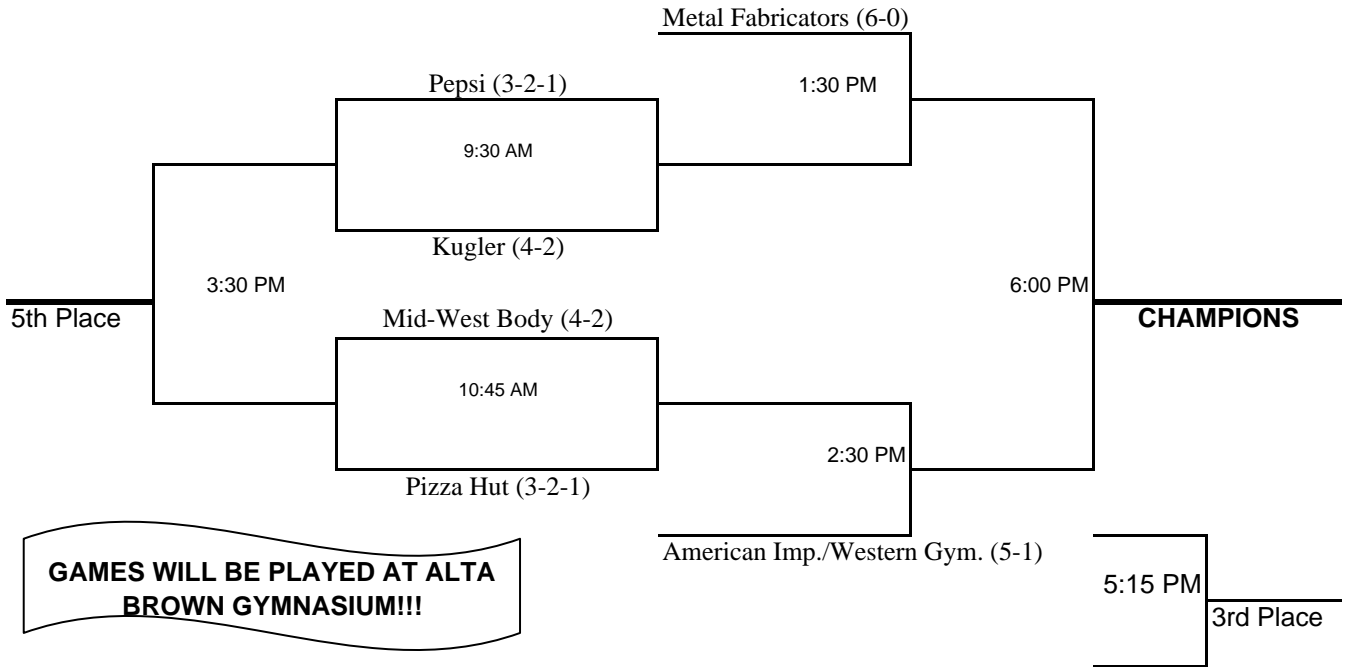 Metal Fabricators (6-0)
Pepsi (3-2-1)
1:30 PM
9:30 AM
Kugler (4-2)
3:30 PM
6:00 PM
5th Place
Mid-West Body (4-2)
CHAMPIONS
10:45 AM
2:30 PM
Pizza Hut (3-2-1)
American Imp./Western Gym. (5-1)
GAMES WILL BE PLAYED AT ALTA
BROWN GYMNASIUM!!!
5:15 PM
3rd Place